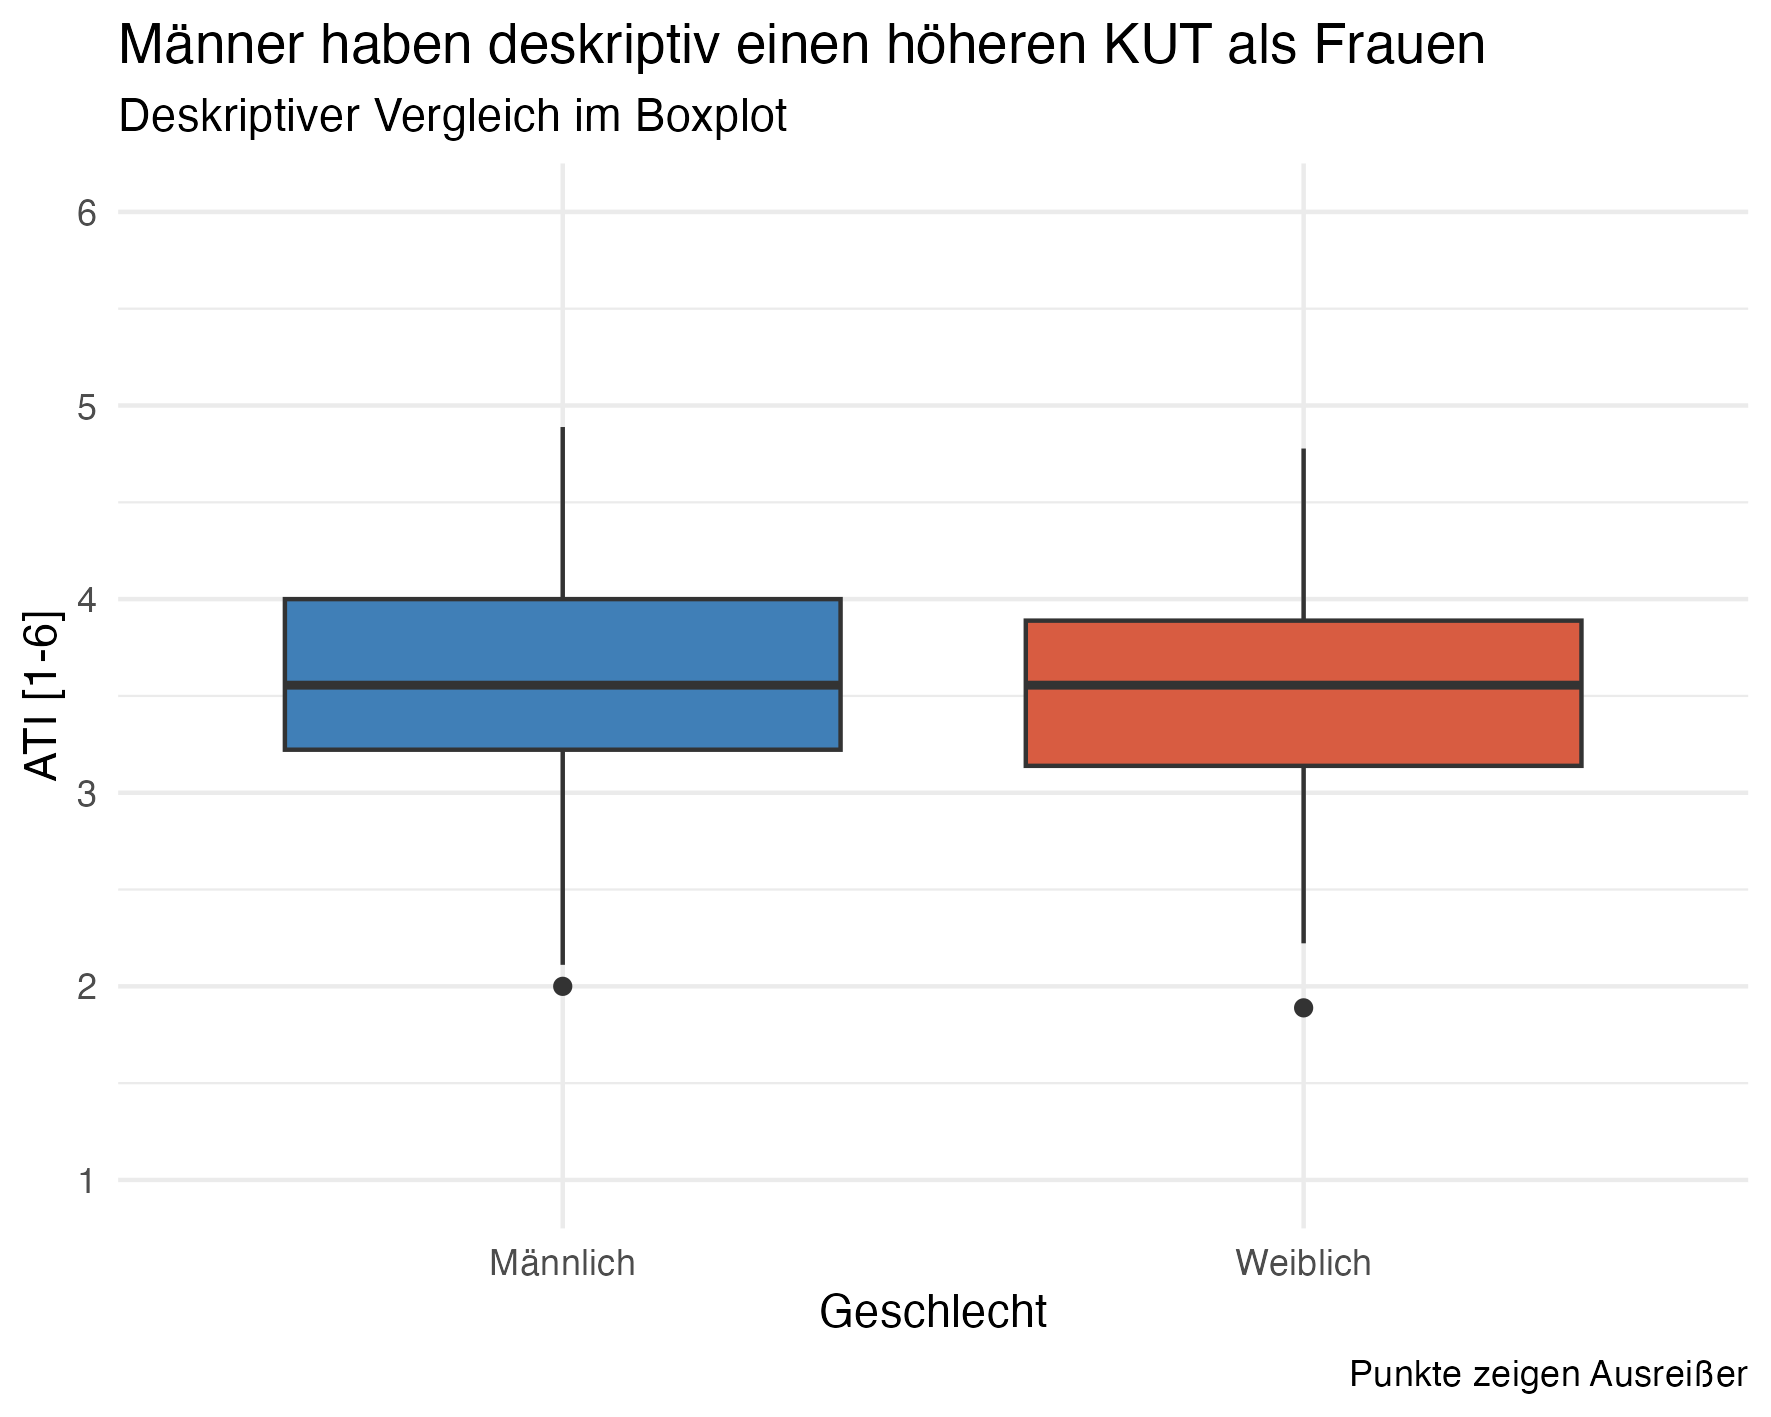 Männer haben deskriptiv einen höheren KUT als Frauen
Deskriptiver Vergleich im Boxplot
6
5
4
3
2
1
ATI [1-6]
Männlich
Weiblich
Geschlecht
Punkte zeigen Ausreißer